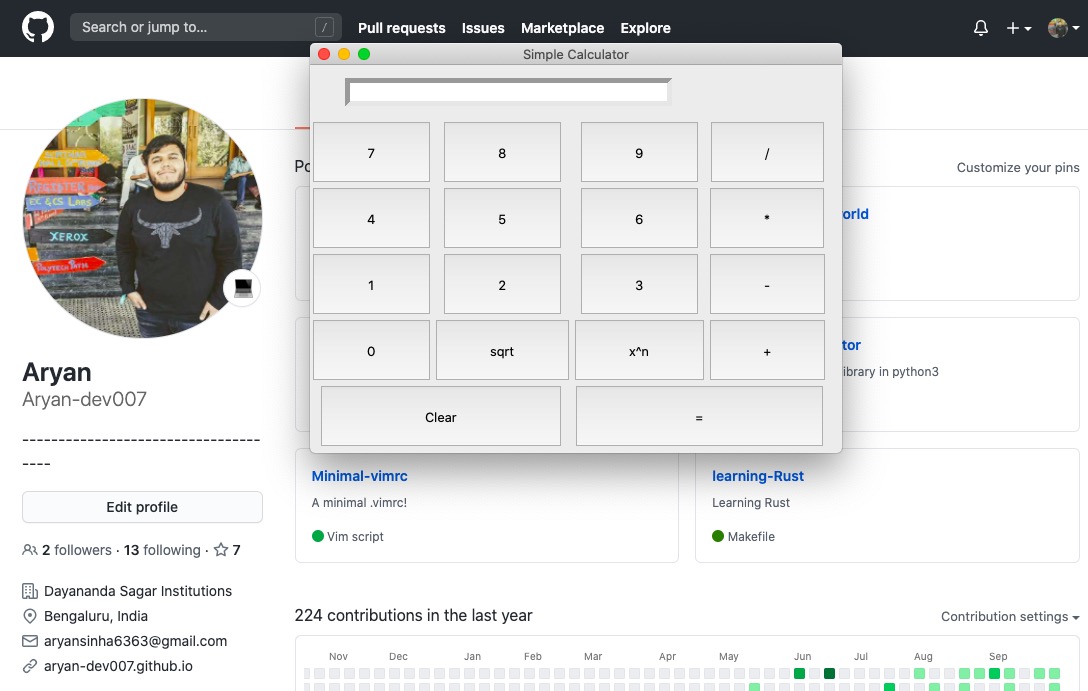 Search or jump to...
/
Pull requests Issues Marketplace Explore
Simple Calculator
7 8 9 /
4 5 6 *
1 2 3 -
0 sqrt x^n +
Clear =
Po
Customize your pins
orld
tor
ibrary in python3
XEROX
Aryan
Aryan-dev007
---------------------------------
----
Edit profile
2 followers · 13 following · 7
Dayananda Sagar Institutions
Bengaluru, India
aryansinha6363@gmail.com
aryan-dev007.github.io
Minimal-vimrc
A minimal .vimrc!
Vim script
learning-Rust
Learning Rust
Makefile
224 contributions in the last year
Contribution settings
Nov Dec Jan Feb Mar Apr May Jun Jul Aug Sep